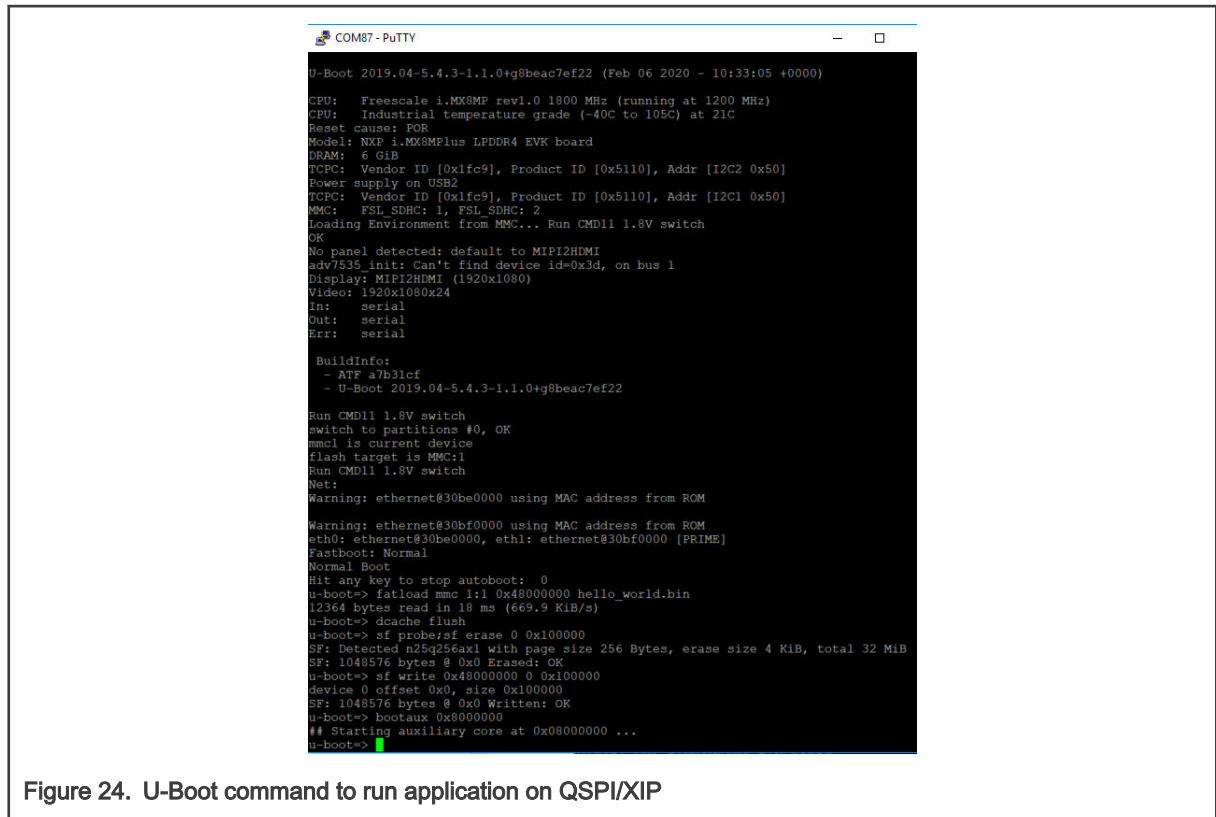 COM87 - PuTTY
U-Boot 2019.04-5.4.3-1.1.0+g8beac7ef22 (Feb 06 2020 - 10:33:05 +0000)
CPU:   Freescale i.MX8MP rev1.0 1800 MHz (running at 1200 MHz)
CPU:   Industrial temperature grade (-40C to 105C) at 21C
Reset cause: POR
Model: NXP i.MX8MPlus LPDDR4 EVK board
DRAM:  6 GiB
TCPC:  Vendor ID [0x1fc9], Product ID [0x5110], Addr [I2C2 0x50]
Power supply on USB2
TCPC:  Vendor ID [0x1fc9], Product ID [0x5110], Addr [I2C1 0x50]
MMC:   FSL_SDHC: 1, FSL_SDHC: 2
Loading Environment from MMC... Run CMD11 1.8V switch
OK
No panel detected: default to MIPI2HDMI
adv7535_init: Can't find device id=0x3d, on bus 1
Display: MIPI2HDMI (1920x1080)
Video: 1920x1080x24
In:    serial
Out:   serial
Err:   serial
BuildInfo:
- ATF a7b31cf
- U-Boot 2019.04-5.4.3-1.1.0+g8beac7ef22
Run CMD11 1.8V switch
switch to partitions #0, OK
mmc1 is current device
flash target is MMC:1
Run CMD11 1.8V switch
Net:
Warning: ethernet@30be0000 using MAC address from ROM
Warning: ethernet@30bf0000 using MAC address from ROM
eth0: ethernet@30be0000, eth1: ethernet@30bf0000 [PRIME]
Fastboot: Normal
Normal Boot
Hit any key to stop autoboot:  0
u-boot=> fatload mmc 1:1 0x48000000 hello_world.bin
12364 bytes read in 18 ms (669.9 KiB/s)
u-boot=> dcache flush
u-boot=> sf probe;sf erase 0 0x100000
SF: Detected n25q256ax1 with page size 256 Bytes, erase size 4 KiB, total 32 MiB
SF: 1048576 bytes @ 0x0 Erased: OK
u-boot=> sf write 0x48000000 0 0x100000
device 0 offset 0x0, size 0x100000
SF: 1048576 bytes @ 0x0 Written: OK
u-boot=> bootaux 0x8000000
## Starting auxiliary core at 0x08000000 ...
u-boot=>
Figure 24. U-Boot command to run application on QSPI/XIP